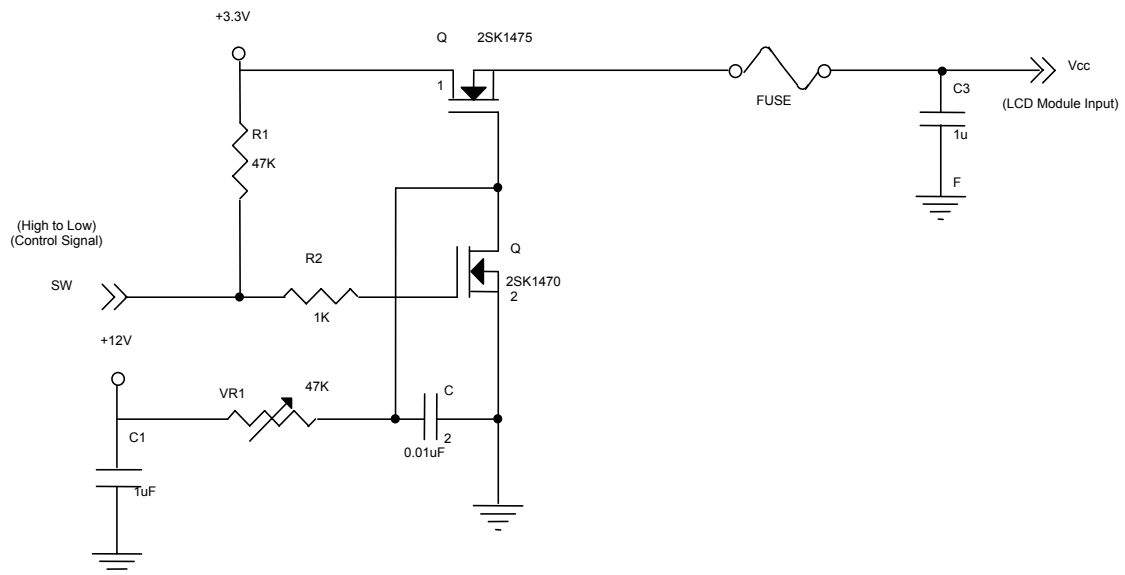 +3.3V
Q 2SK1475
1
Vcc
FUSE
C3
(LCD Module Input)
1u
F
R1
47K
(High to Low)
(Control Signal)
SW
R2
1K
Q
2SK1470
2
+12V
VR1
47K
C
2
0.01uF
C1
1uF